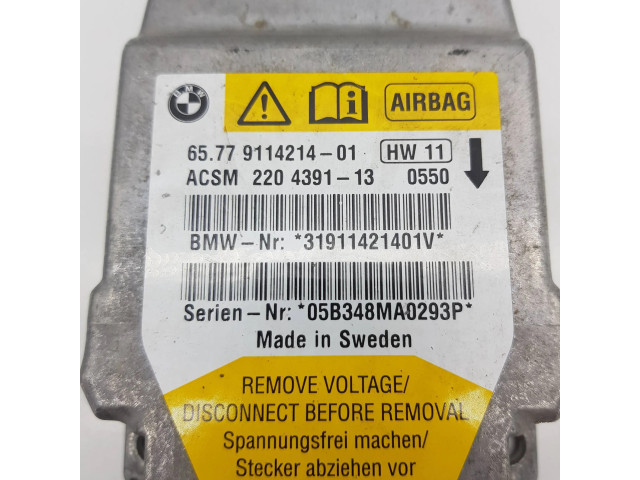 BMW
AIRBAG
65.77 9114214-01 HW 11
ACSM 220 4391-13 0550
BMW-Nr: *31911421401V*
Serien-Nr: *05B348MA0293P*
Made in Sweden
REMOVE VOLTAGE/
DISCONNECT BEFORE REMOVAL
Spannungsfrei machen/
Stecker abziehen vor